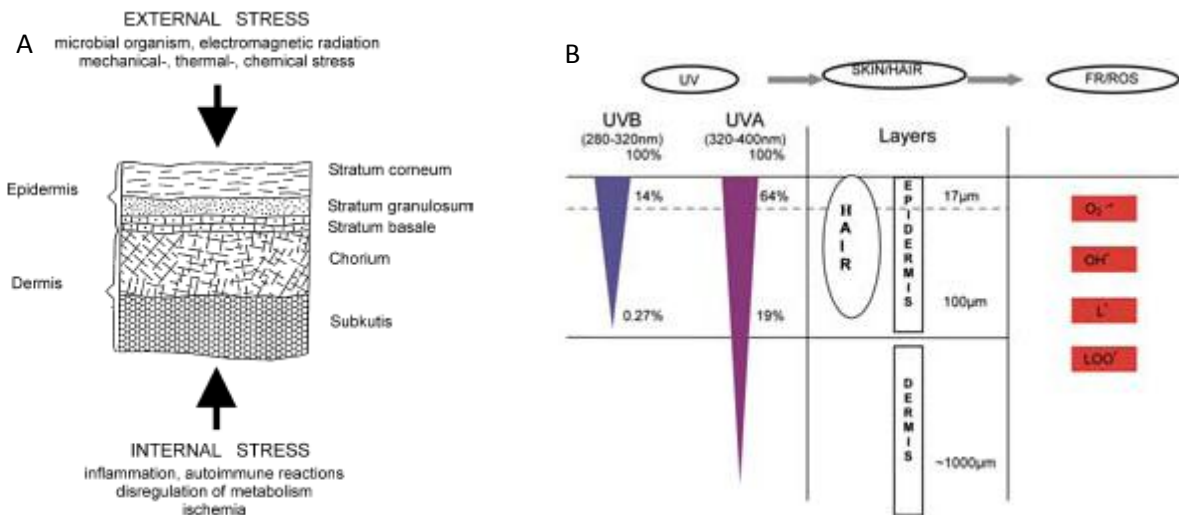 A
EXTERNAL STRESS
microbial organism, electromagnetic radiation
mechanical-, thermal-, chemical stress
Epidermis
Dermis
Stratum corneum
Stratum granulosum
Stratum basale
Chorium
Subkutis
INTERNAL STRESS
inflammation, autoimmune reactions
disregulation of metabolism
ischemia
B
UV
SKIN/HAIR
FR/ROS
UVB
(280-320nm)
100%
UVA
(320-400nm)
100%
Layers
14%
64%
HAIR
EPIDERMIS
17µm
0.27%
19%
100µm
DERMIS
~1000µm
O₂·⁻
OH·
L·
LOO·